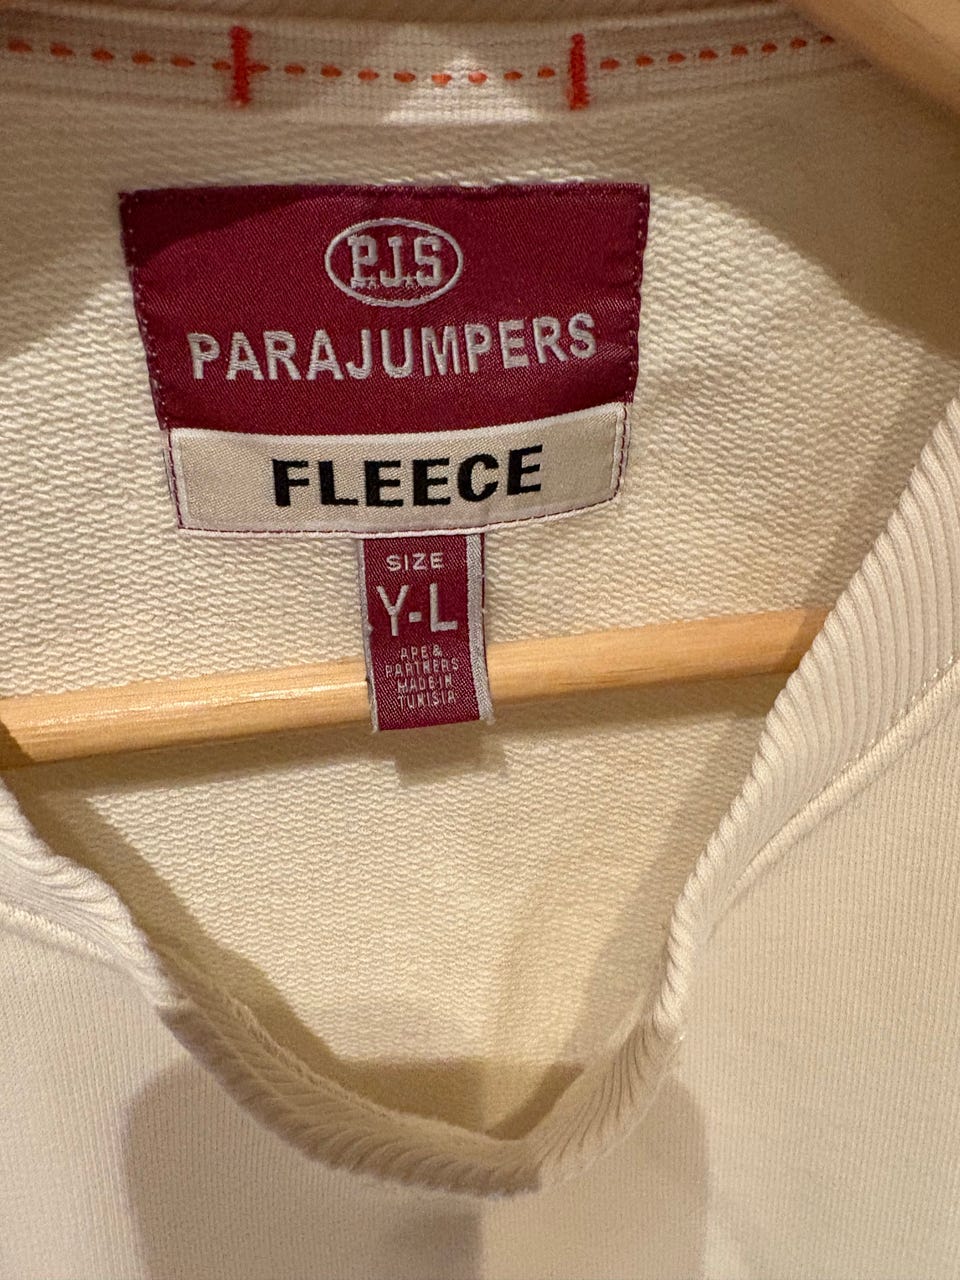 P.J.S
PARAJUMPERS
FLEECE
SIZE
Y-L
APE &
PARTNERS
MADE IN
TUNISIA